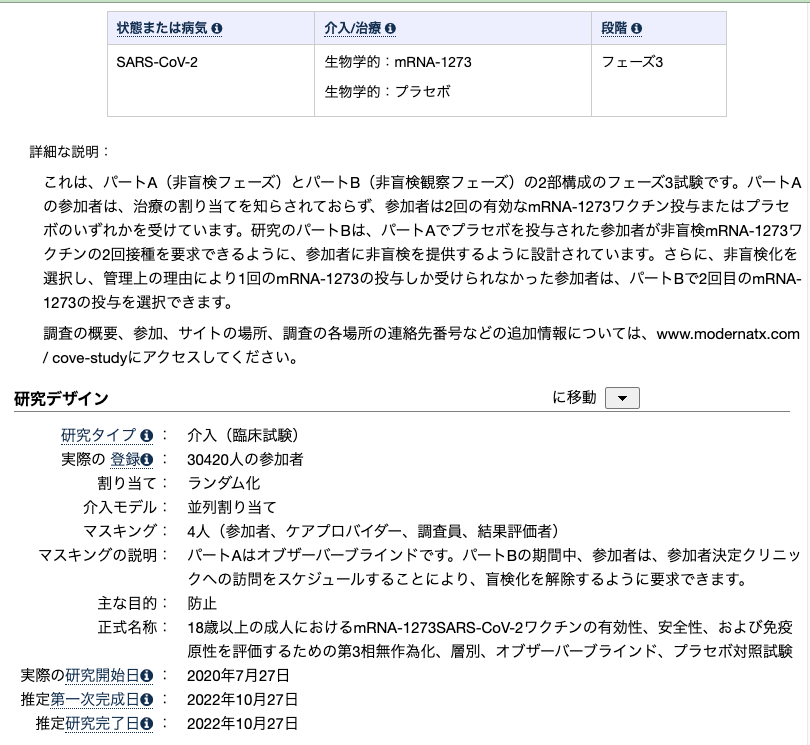 状態または病気 介入/治療 段階
SARS-CoV-2 生物学的：mRNA-1273 フェーズ3
生物学的：プラセボ
詳細な説明：
これは、パートA（非盲検フェーズ）とパートB（非盲検観察フェーズ）の2部構成のフェーズ3試験です。パートA
の参加者は、治療の割り当てを知らされておらず、参加者は2回の有効なmRNA-1273ワクチン投与またはプラセ
ボのいずれかを受けています。研究のパートBは、パートAでプラセボを投与された参加者が非盲検mRNA-1273ワ
クチンの2回接種を要求できるように、参加者に非盲検を提供するように設計されています。さらに、非盲検化を
選択し、管理上の理由により1回のmRNA-1273の投与しか受けられなかった参加者は、パートBで2回目のmRNA-
1273の投与を選択できます。
調査の概要、参加、サイトの場所、調査の各場所の連絡先番号などの追加情報については、www.modernatx.com
/ cove-studyにアクセスしてください。
研究デザイン に移動
研究タイプ ： 介入（臨床試験）
実際の 登録 ： 30420人の参加者
割り当て： ランダム化
介入モデル： 並列割り当て
マスキング： 4人（参加者、ケアプロバイダー、調査員、結果評価者）
マスキングの説明： パートAはオブザーバーブラインドです。パートBの期間中、参加者は、参加者決定クリニッ
クへの訪問をスケジュールすることにより、盲検化を解除するように要求できます。
主な目的： 防止
正式名称： 18歳以上の成人におけるmRNA-1273SARS-CoV-2ワクチンの有効性、安全性、および免疫
原性を評価するための第3相無作為化、層別、オブザーバーブラインド、プラセボ対照試験
実際の研究開始日 ： 2020年7月27日
推定第一次完成日 ： 2022年10月27日
推定研究完了日 ： 2022年10月27日